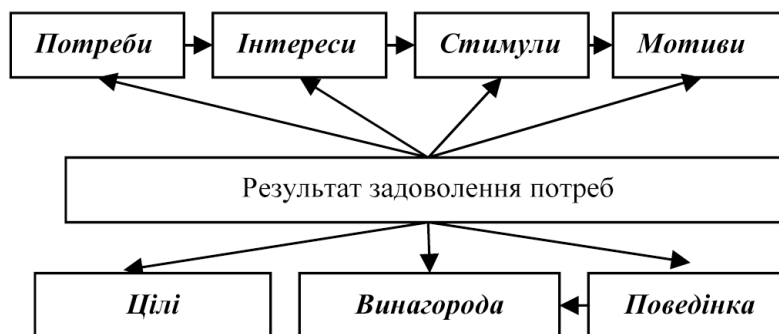 Потреби
Інтереси
Стимули
Мотиви
Результат задоволення потреб
Цілі
Винагорода
Поведінка